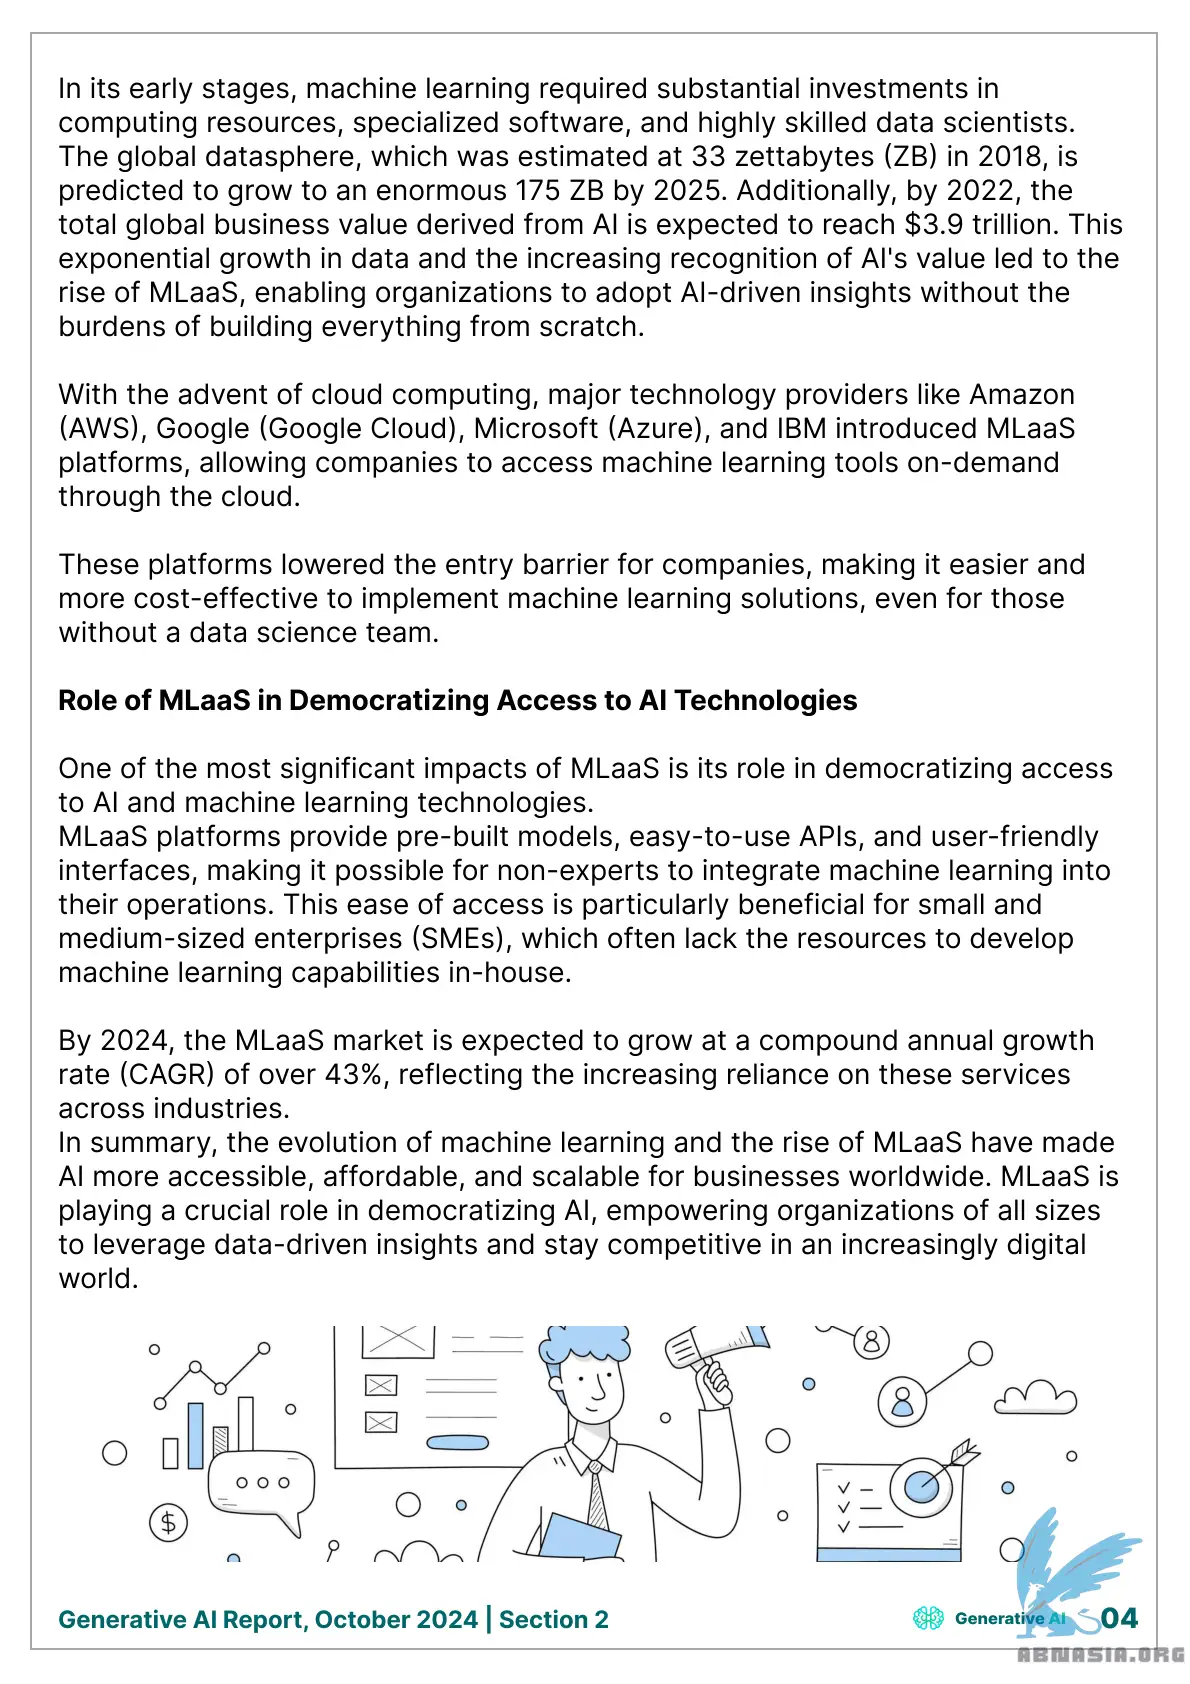 In its early stages, machine learning required substantial investments in
computing resources, specialized software, and highly skilled data scientists.
The global datasphere, which was estimated at 33 zettabytes (ZB) in 2018, is
predicted to grow to an enormous 175 ZB by 2025. Additionally, by 2022, the
total global business value derived from AI is expected to reach $3.9 trillion. This
exponential growth in data and the increasing recognition of AI's value led to the
rise of MLaaS, enabling organizations to adopt AI-driven insights without the
burdens of building everything from scratch.
With the advent of cloud computing, major technology providers like Amazon
(AWS), Google (Google Cloud), Microsoft (Azure), and IBM introduced MLaaS
platforms, allowing companies to access machine learning tools on-demand
through the cloud.
These platforms lowered the entry barrier for companies, making it easier and
more cost-effective to implement machine learning solutions, even for those
without a data science team.
Role of MLaaS in Democratizing Access to AI Technologies
One of the most significant impacts of MLaaS is its role in democratizing access
to AI and machine learning technologies.
MLaaS platforms provide pre-built models, easy-to-use APIs, and user-friendly
interfaces, making it possible for non-experts to integrate machine learning into
their operations. This ease of access is particularly beneficial for small and
medium-sized enterprises (SMEs), which often lack the resources to develop
machine learning capabilities in-house.
By 2024, the MLaaS market is expected to grow at a compound annual growth
rate (CAGR) of over 43%, reflecting the increasing reliance on these services
across industries.
In summary, the evolution of machine learning and the rise of MLaaS have made
AI more accessible, affordable, and scalable for businesses worldwide. MLaaS is
playing a crucial role in democratizing AI, empowering organizations of all sizes
to leverage data-driven insights and stay competitive in an increasingly digital
world.
$
Generative AI Report, October 2024 | Section 2
Generative AI
04
ABNASIA.ORG